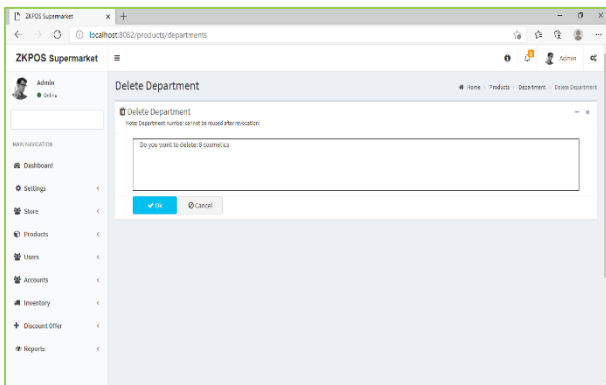 ZKPOS Supermarket
localhost:8082/products/departments
ZKPOS Supermarket
Admin
Admin
Online
Delete Department
Home > Products > Department > Delete Department
Delete Department
Note: Department number cannot be reused after revocation!
Do you want to delete: 8 cosmetics
Ok
Cancel
MAIN NAVIGATION
Dashboard
Settings
Store
Products
Users
Accounts
Inventory
Discount Offer
Reports